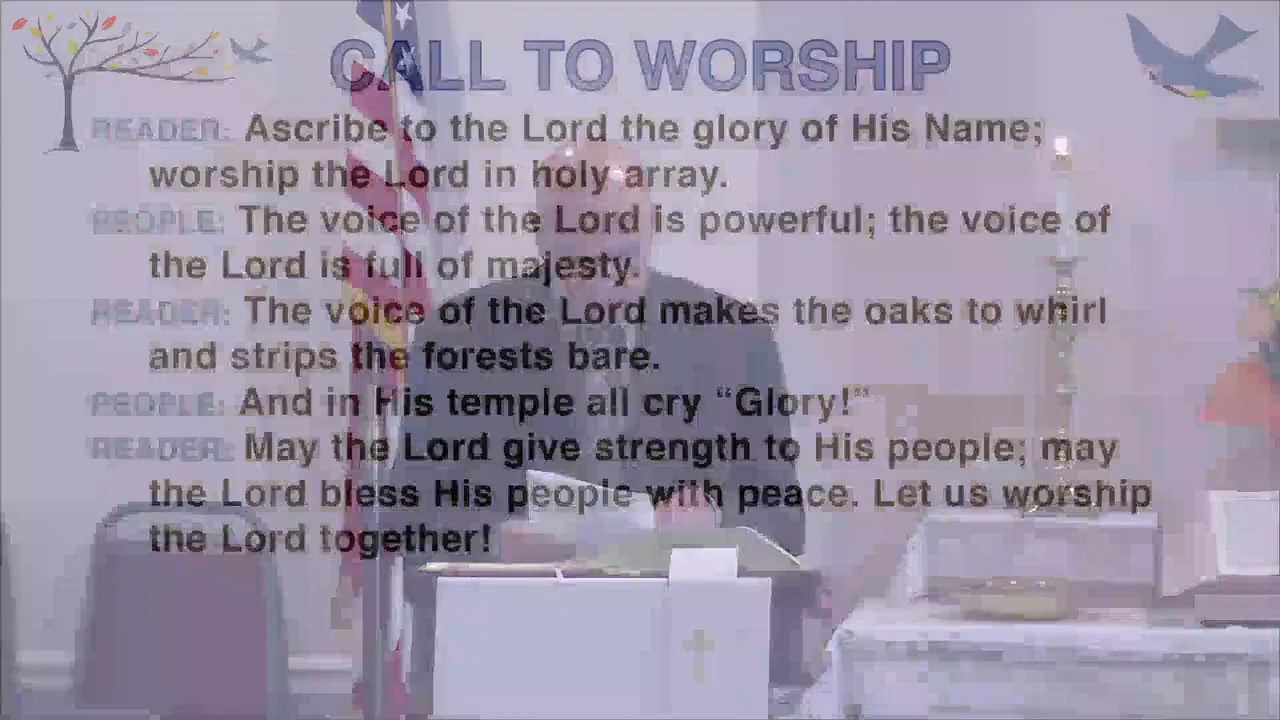 CALL TO WORSHIP
READER: Ascribe to the Lord the glory of His Name;
worship the Lord in holy array.
PEOPLE: The voice of the Lord is powerful; the voice of
the Lord is full of majesty.
READER: The voice of the Lord makes the oaks to whirl
and strips the forests bare.
PEOPLE: And in His temple all cry “Glory!”
READER: May the Lord give strength to His people; may
the Lord bless His people with peace. Let us worship
the Lord together!